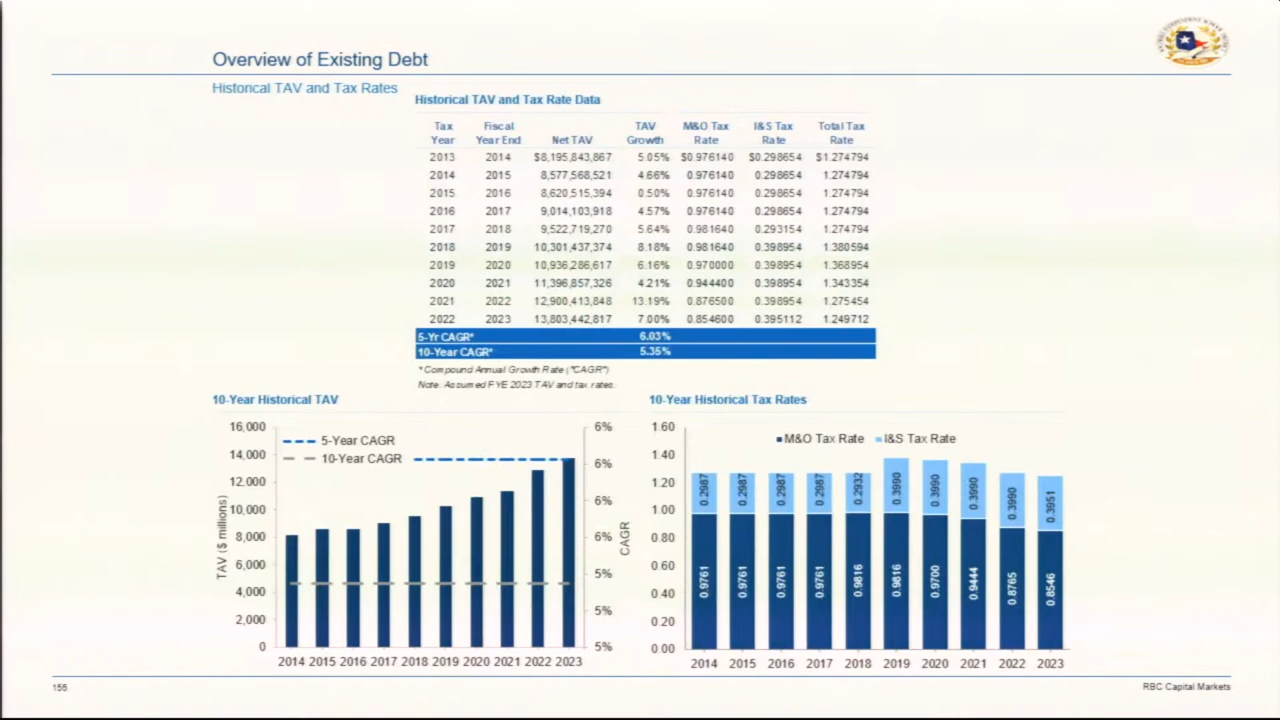 Overview of Existing Debt
Historical TAV and Tax Rates
Historical TAV and Tax Rate Data
Tax Year Fiscal Year End Net TAV TAV Growth M&O Tax Rate I&S Tax Rate Total Tax Rate
2013 2014 $8,195,843,867 5.05% $0.976140 $0.298654 $1.274794
2014 2015 8,577,568,521 4.66% 0.976140 0.298654 1.274794
2015 2016 8,620,515,394 0.50% 0.976140 0.298654 1.274794
2016 2017 9,014,103,918 4.57% 0.976140 0.298654 1.274794
2017 2018 9,522,719,270 5.64% 0.981640 0.293154 1.274794
2018 2019 10,301,437,374 8.18% 0.981640 0.398954 1.380594
2019 2020 10,936,286,617 6.16% 0.970000 0.398954 1.368954
2020 2021 11,396,857,326 4.21% 0.944400 0.398954 1.343354
2021 2022 12,900,413,848 13.19% 0.876500 0.398954 1.275454
2022 2023 13,803,442,817 7.00% 0.854600 0.395112 1.249712
5-Yr CAGR* 6.03%
10-Year CAGR* 5.35%
* Compound Annual Growth Rate ("CAGR")
Note: Assumed FYE 2023 TAV and tax rates.
10-Year Historical TAV
16,000
14,000
12,000
10,000
8,000
6,000
4,000
2,000
0
TAV ($ millions)
5-Year CAGR
10-Year CAGR
6%
6%
6%
6%
5%
5%
5%
CAGR
2014 2015 2016 2017 2018 2019 2020 2021 2022 2023
10-Year Historical Tax Rates
1.60
1.40
1.20
1.00
0.80
0.60
0.40
0.20
0.00
M&O Tax Rate I&S Tax Rate
0.2987 0.2987 0.2987 0.2987 0.2932 0.3990 0.3990 0.3990 0.3990 0.3951
0.9761 0.9761 0.9761 0.9761 0.9816 0.9816 0.9700 0.9444 0.8765 0.8546
2014 2015 2016 2017 2018 2019 2020 2021 2022 2023
RBC Capital Markets